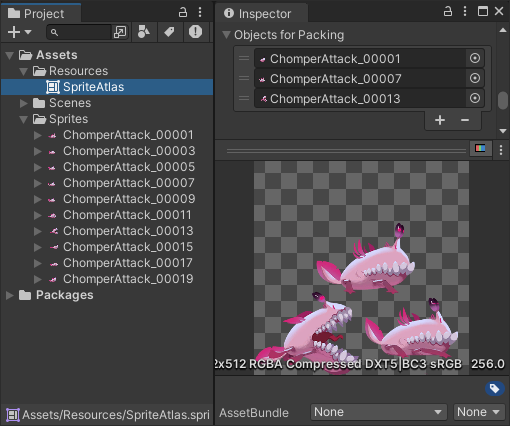 Project
Assets
Resources
SpriteAtlas
Scenes
Sprites
ChomperAttack_00001
ChomperAttack_00003
ChomperAttack_00005
ChomperAttack_00007
ChomperAttack_00009
ChomperAttack_00011
ChomperAttack_00013
ChomperAttack_00015
ChomperAttack_00017
ChomperAttack_00019
Packages
Assets/Resources/SpriteAtlas.spri
Inspector
Objects for Packing
ChomperAttack_00001
ChomperAttack_00007
ChomperAttack_00013
2x512 RGBA Compressed DXT5|BC3 sRGB 256.0
AssetBundle None None